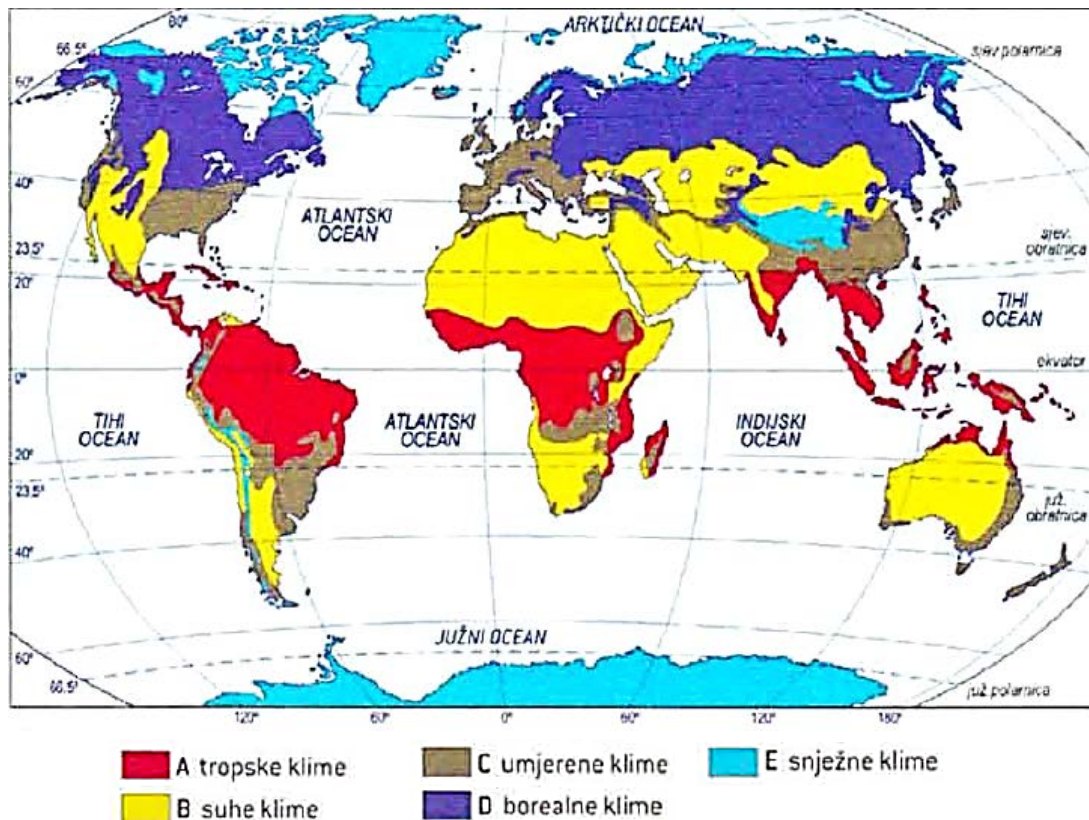 80°
ARKTIČKI OCEAN
66.5°
sjev. polarnica
60°
40°
ATLANTSKI
OCEAN
23.5°
sjev.
obratnica
20°
TIHI
OCEAN
ekvator
0°
TIHI
OCEAN
ATLANTSKI
OCEAN
INDIJSKI
OCEAN
20°
23.5°
juž.
obratnica
40°
JUŽNI OCEAN
60°
66.5°
juž. polarnica
120°
60°
0°
60°
120°
180°
A tropske klime
C umjerene klime
E snježne klime
B suhe klime
D borealne klime